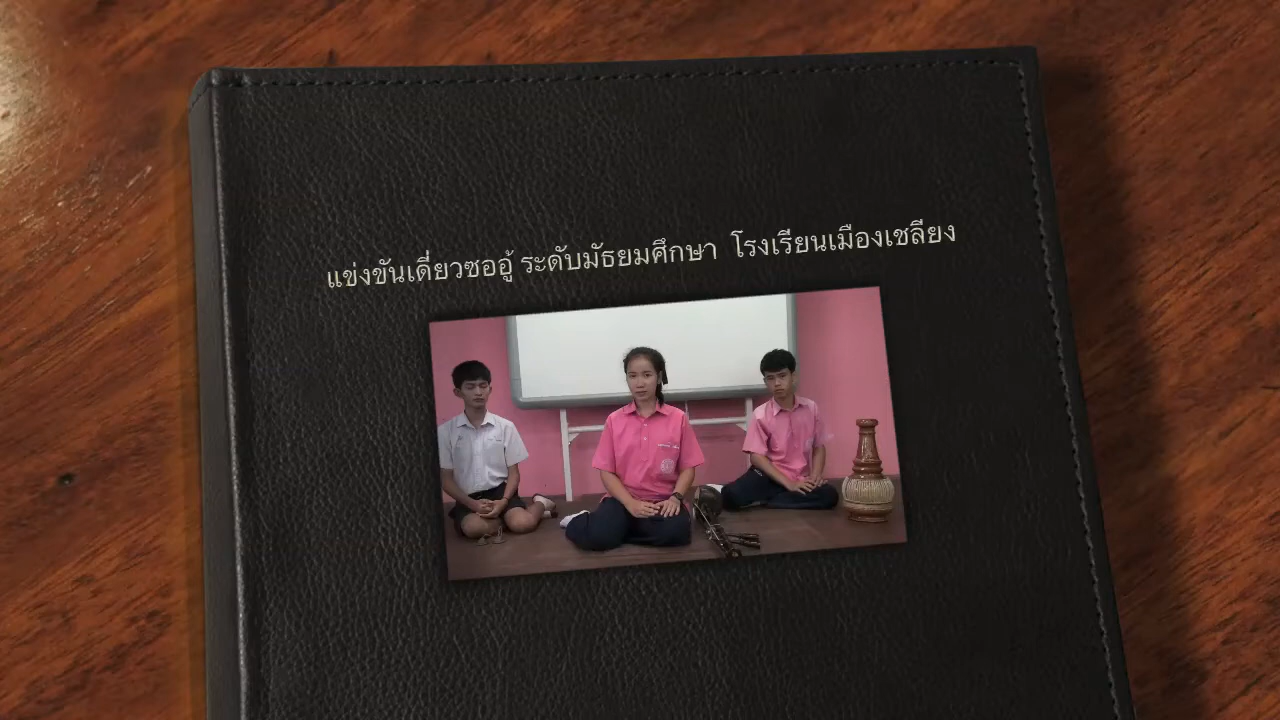 แข่งขันเดี่ยวซออู้ ระดับมัธยมศึกษา โรงเรียนเมืองเชลียง